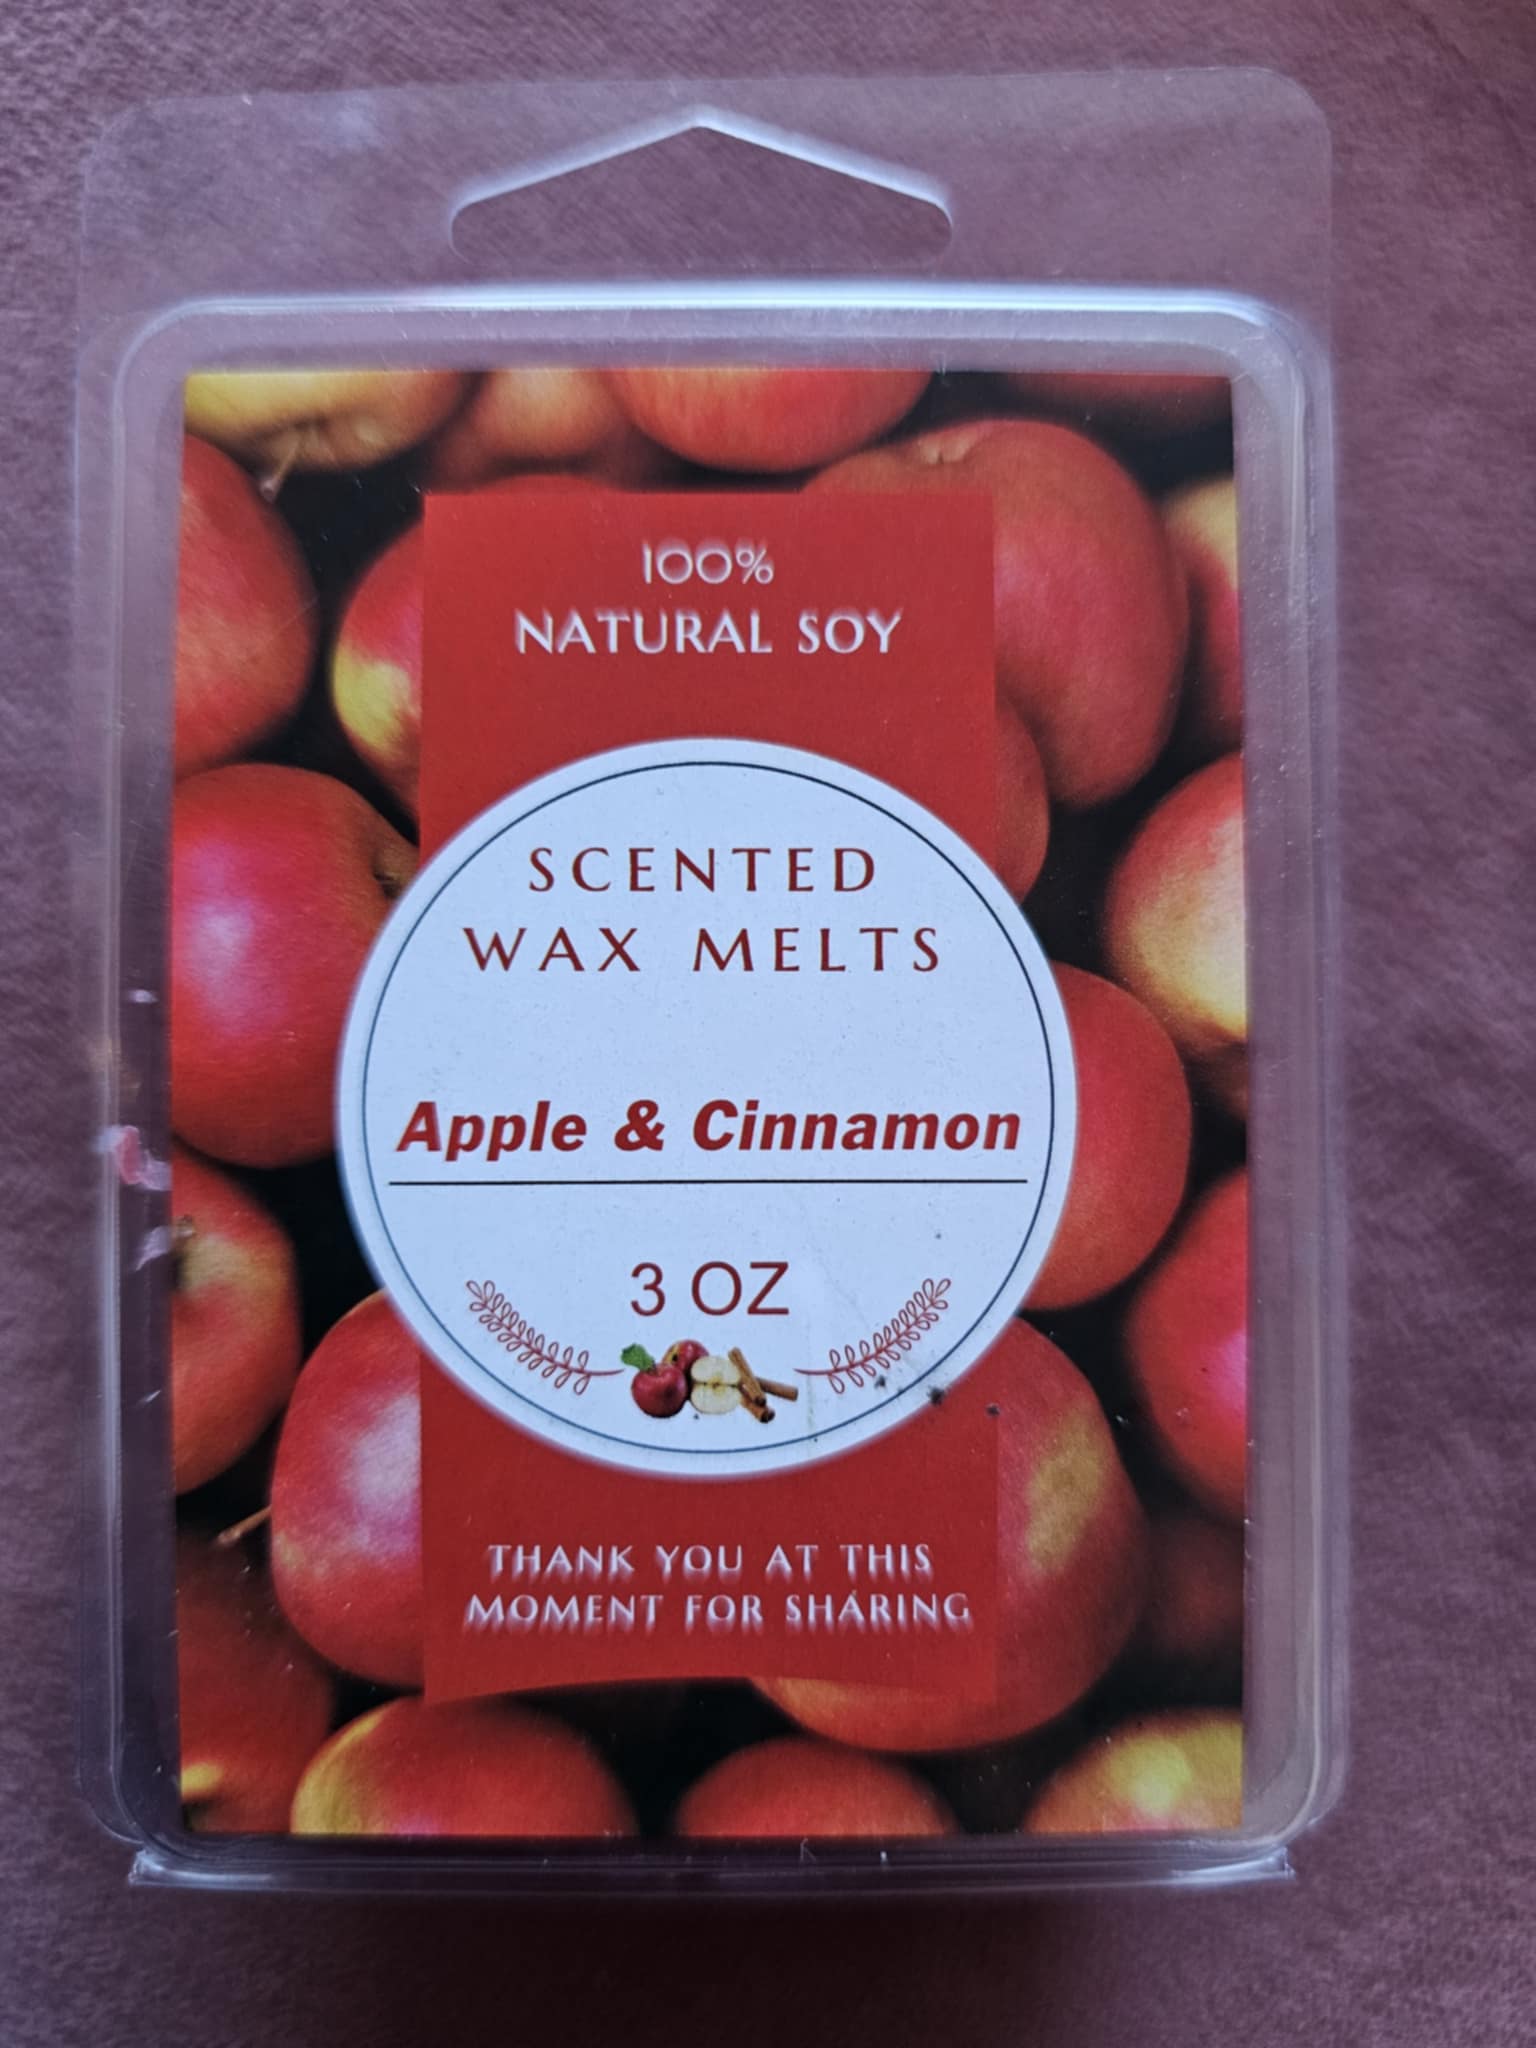 100%
NATURAL SOY
SCENTED
WAX MELTS
Apple & Cinnamon
3 OZ
THANK YOU AT THIS
MOMENT FOR SHARING